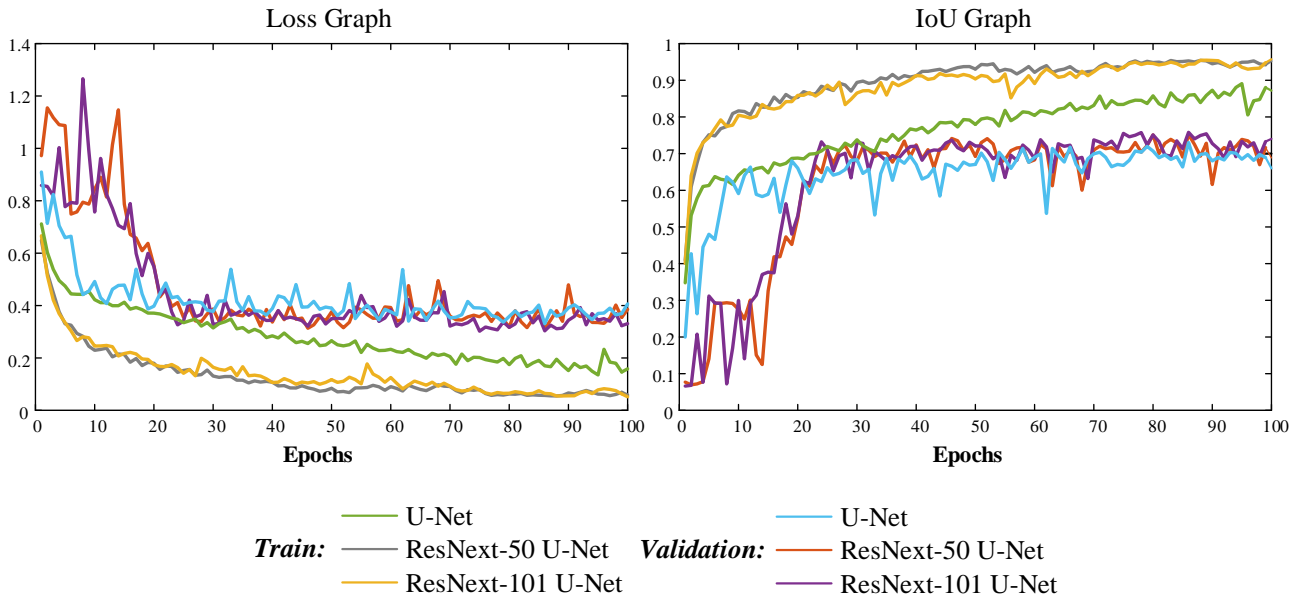 Loss Graph
1.4
1.2
1
0.8
0.6
0.4
0.2
0
0 10 20 30 40 50 60 70 80 90 100
Epochs
IoU Graph
1
0.9
0.8
0.7
0.6
0.5
0.4
0.3
0.2
0.1
0
0 10 20 30 40 50 60 70 80 90 100
Epochs
Train:
U-Net
ResNext-50 U-Net
ResNext-101 U-Net
Validation:
U-Net
ResNext-50 U-Net
ResNext-101 U-Net